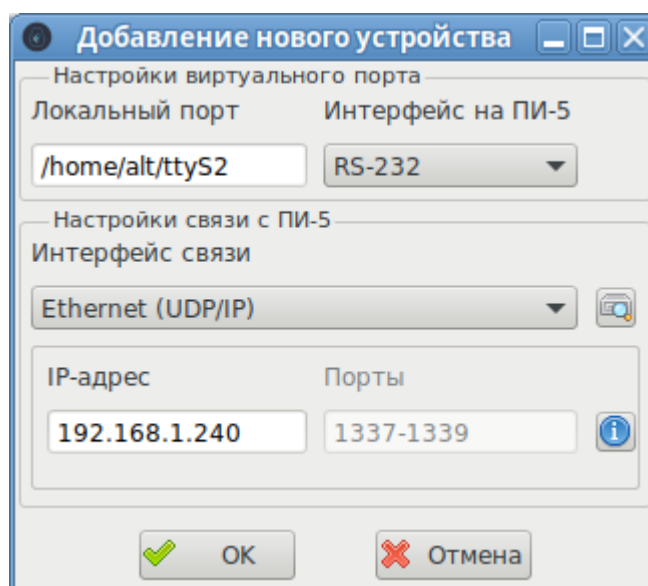 Добавление нового устройства
Настройки виртуального порта
Локальный порт Интерфейс на ПИ-5
/home/alt/ttyS2 RS-232
Настройки связи с ПИ-5
Интерфейс связи
Ethernet (UDP/IP)
IP-адрес Порты
192.168.1.240 1337-1339
OK Отмена